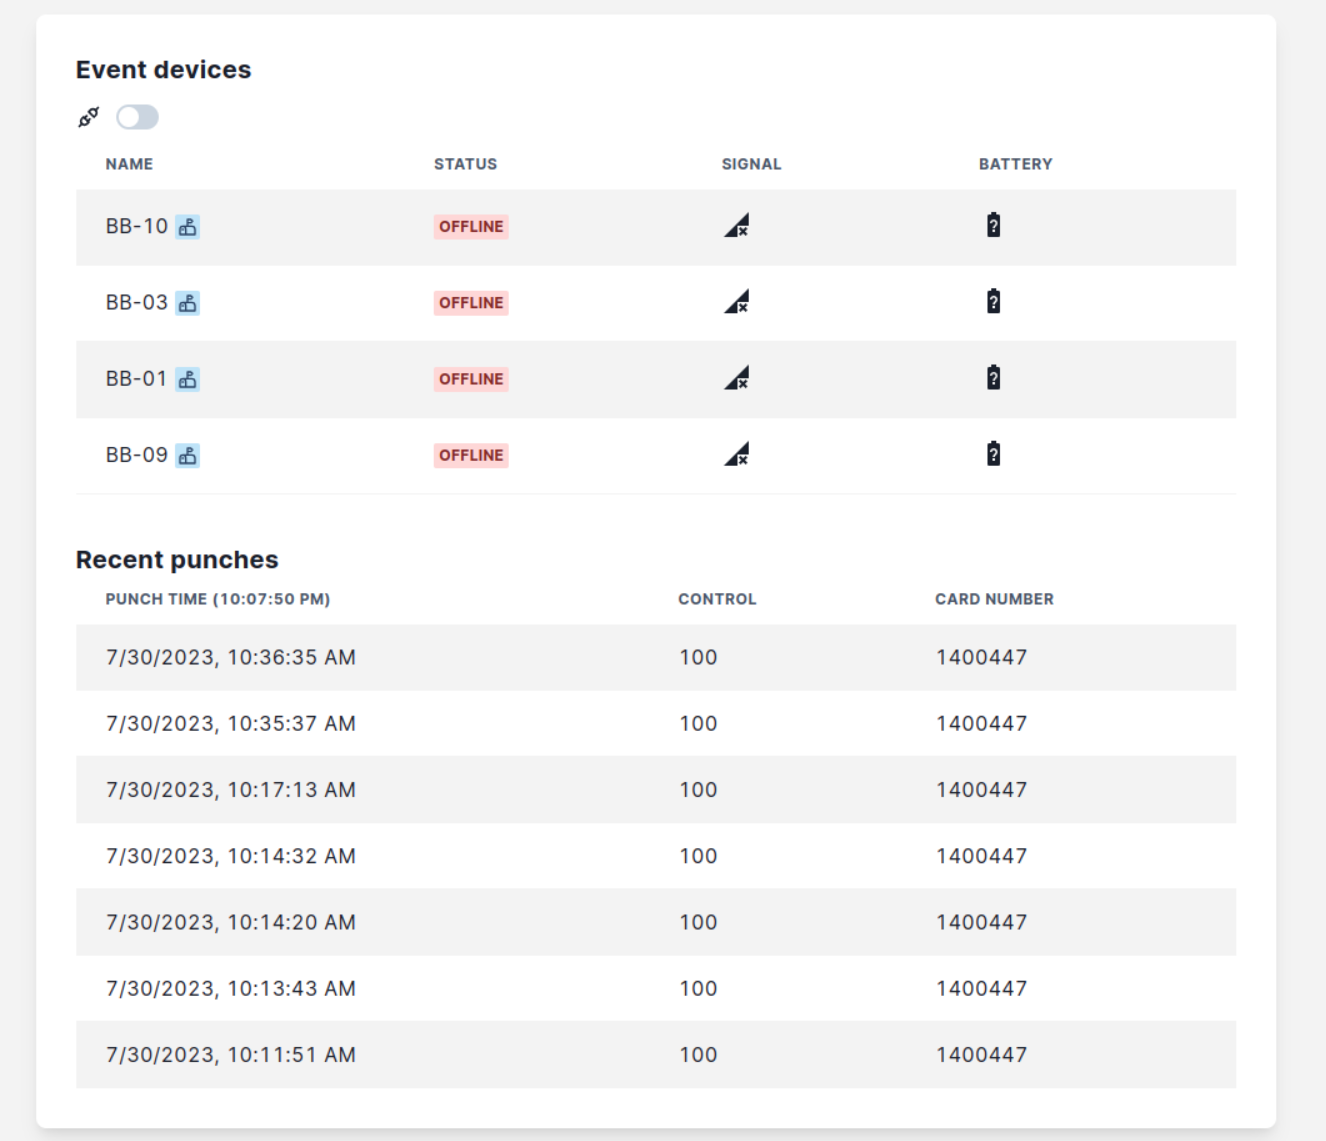 Event devices
NAME STATUS SIGNAL BATTERY
BB-10 OFFLINE ?
BB-03 OFFLINE ?
BB-01 OFFLINE ?
BB-09 OFFLINE ?
Recent punches
PUNCH TIME (10:07:50 PM) CONTROL CARD NUMBER
7/30/2023, 10:36:35 AM 100 1400447
7/30/2023, 10:35:37 AM 100 1400447
7/30/2023, 10:17:13 AM 100 1400447
7/30/2023, 10:14:32 AM 100 1400447
7/30/2023, 10:14:20 AM 100 1400447
7/30/2023, 10:13:43 AM 100 1400447
7/30/2023, 10:11:51 AM 100 1400447